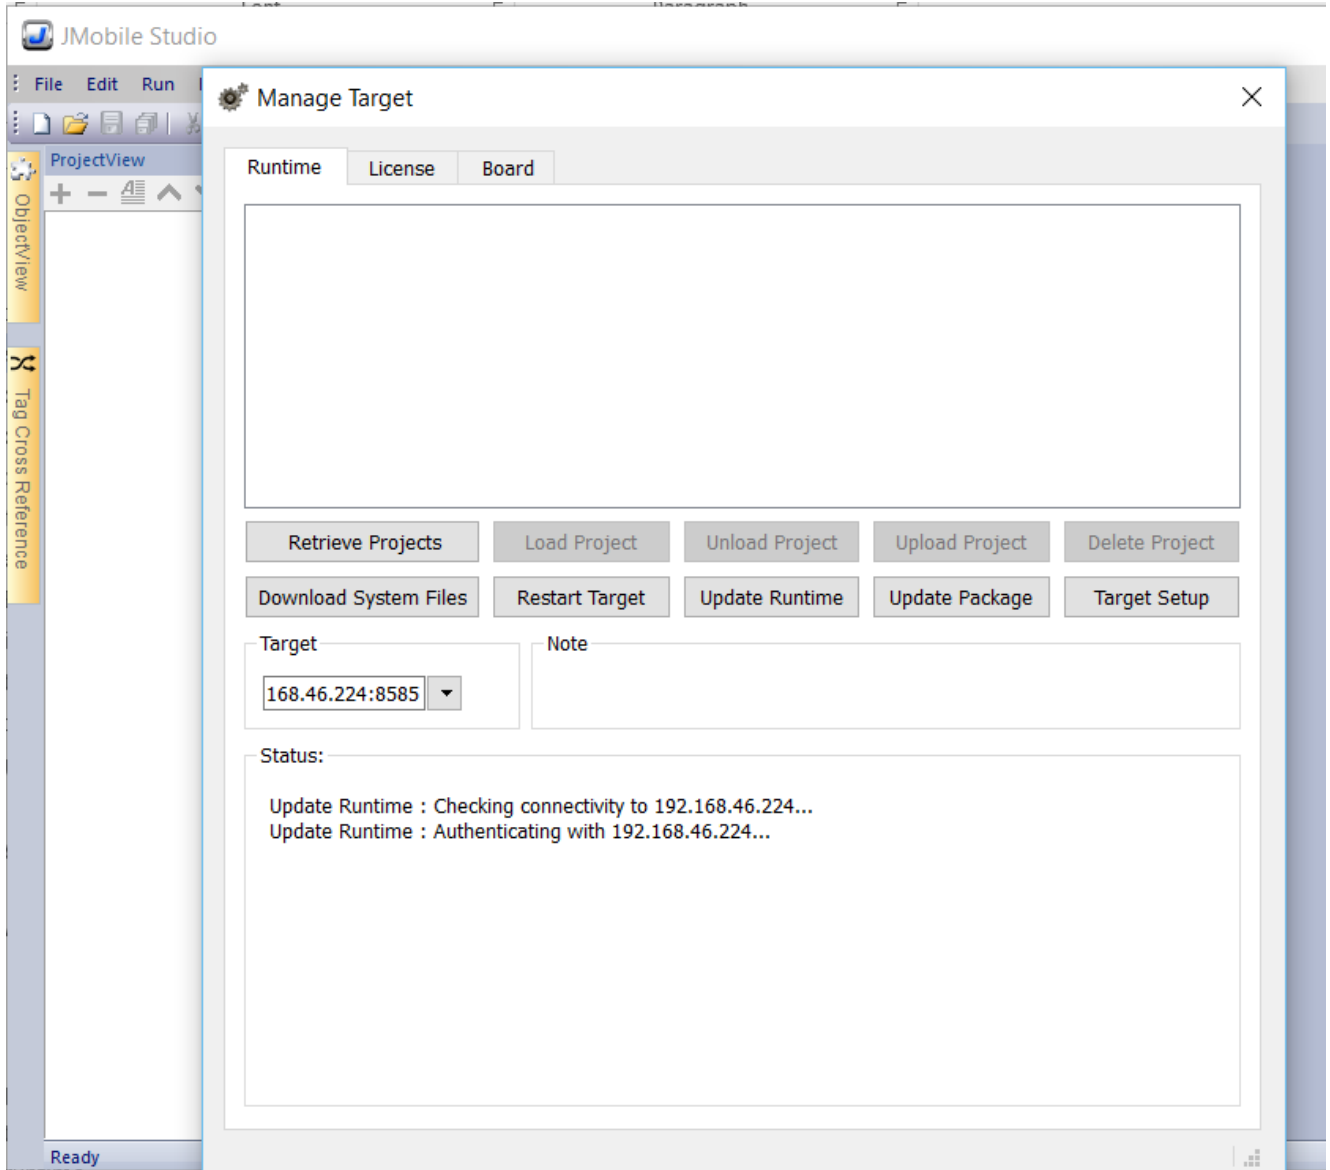 JMobile Studio
File Edit Run
Manage Target
ProjectView
Runtime License Board
ObjectView
Tag Cross Reference
Retrieve Projects Load Project Unload Project Upload Project Delete Project
Download System Files Restart Target Update Runtime Update Package Target Setup
Target Note
168.46.224:8585
Status:
Update Runtime : Checking connectivity to 192.168.46.224...
Update Runtime : Authenticating with 192.168.46.224...
Ready